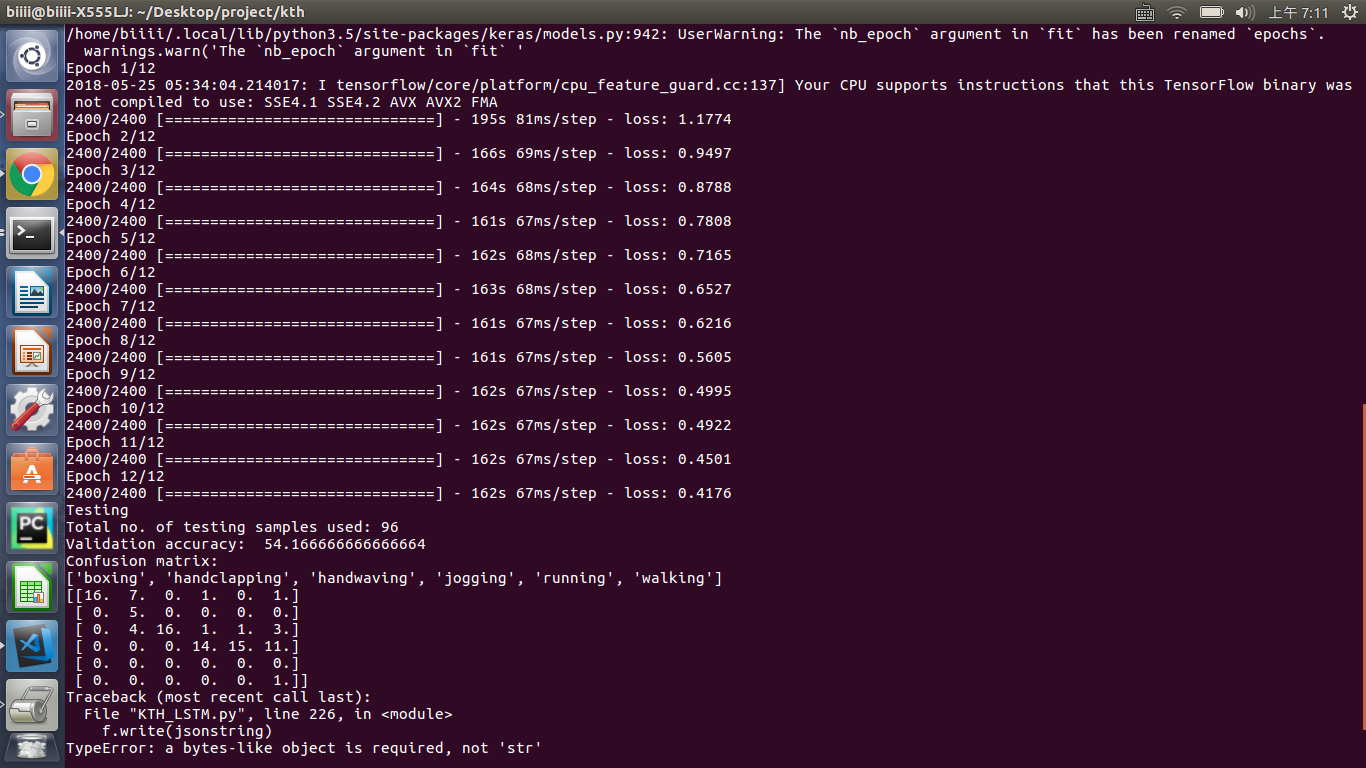 biiii@biiii-X555LJ: ~/Desktop/project/kth
上午 7:11
/home/biiii/.local/lib/python3.5/site-packages/keras/models.py:942: UserWarning: The `nb_epoch` argument in `fit` has been renamed `epochs`.
  warnings.warn('The `nb_epoch` argument in `fit` '
Epoch 1/12
2018-05-25 05:34:04.214017: I tensorflow/core/platform/cpu_feature_guard.cc:137] Your CPU supports instructions that this TensorFlow binary was
 not compiled to use: SSE4.1 SSE4.2 AVX AVX2 FMA
2400/2400 [==============================] - 195s 81ms/step - loss: 1.1774
Epoch 2/12
2400/2400 [==============================] - 166s 69ms/step - loss: 0.9497
Epoch 3/12
2400/2400 [==============================] - 164s 68ms/step - loss: 0.8788
Epoch 4/12
2400/2400 [==============================] - 161s 67ms/step - loss: 0.7808
Epoch 5/12
2400/2400 [==============================] - 162s 68ms/step - loss: 0.7165
Epoch 6/12
2400/2400 [==============================] - 163s 68ms/step - loss: 0.6527
Epoch 7/12
2400/2400 [==============================] - 161s 67ms/step - loss: 0.6216
Epoch 8/12
2400/2400 [==============================] - 161s 67ms/step - loss: 0.5605
Epoch 9/12
2400/2400 [==============================] - 162s 67ms/step - loss: 0.4995
Epoch 10/12
2400/2400 [==============================] - 162s 67ms/step - loss: 0.4922
Epoch 11/12
2400/2400 [==============================] - 162s 67ms/step - loss: 0.4501
Epoch 12/12
2400/2400 [==============================] - 162s 67ms/step - loss: 0.4176
Testing
Total no. of testing samples used: 96
Validation accuracy:  54.166666666666664
Confusion matrix:
['boxing', 'handclapping', 'handwaving', 'jogging', 'running', 'walking']
[[16.  7.  0.  1.  0.  1.]
 [ 0.  5.  0.  0.  0.  0.]
 [ 0.  4. 16.  1.  1.  3.]
 [ 0.  0.  0. 14. 15. 11.]
 [ 0.  0.  0.  0.  0.  0.]
 [ 0.  0.  0.  0.  0.  1.]]
Traceback (most recent call last):
  File "KTH_LSTM.py", line 226, in <module>
    f.write(jsonstring)
TypeError: a bytes-like object is required, not 'str'
PC